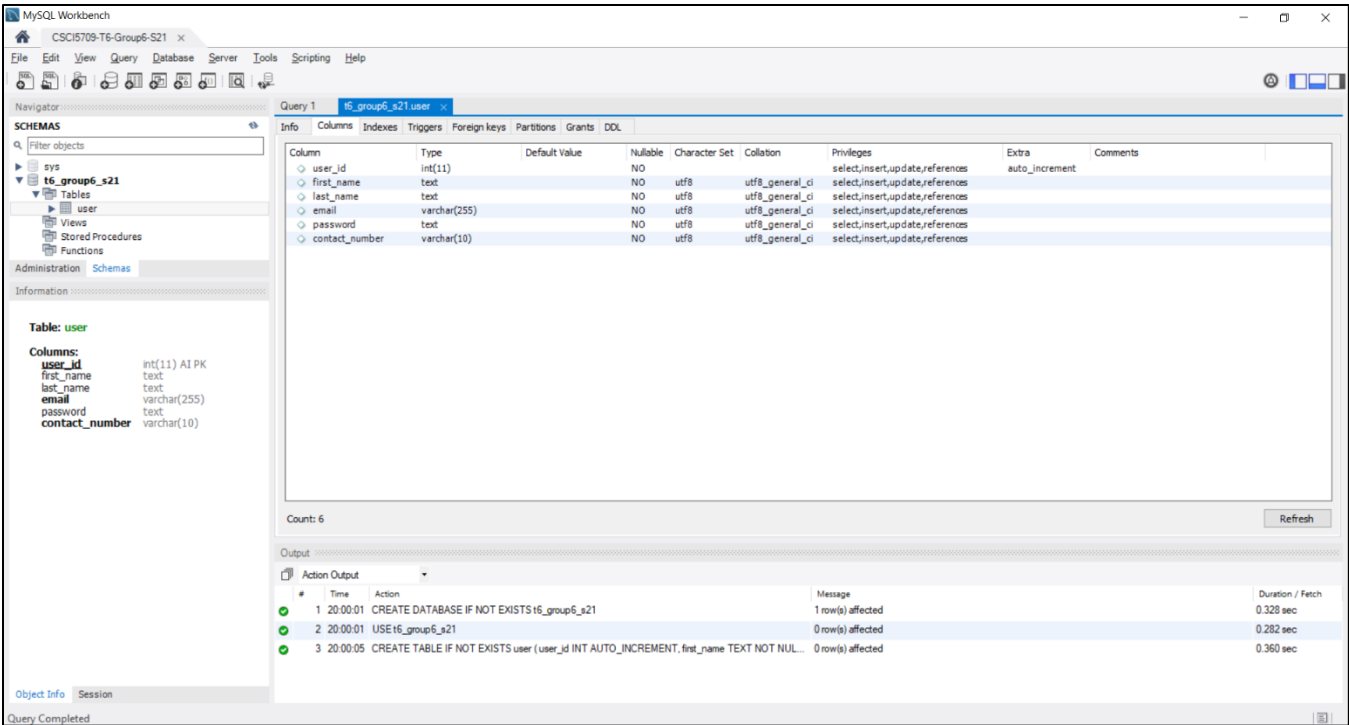 MySQL Workbench
CSCI5709-T6-Group6-S21
File Edit View Query Database Server Tools Scripting Help
Navigator
SCHEMAS
Filter objects
sys
t6_group6_s21
Tables
user
Views
Stored Procedures
Functions
Administration Schemas
Information
Table: user
Columns:
user_id int(11) AI PK
first_name text
last_name text
email varchar(255)
password text
contact_number varchar(10)
Object Info Session
Query 1 t6_group6_s21.user
Info Columns Indexes Triggers Foreign keys Partitions Grants DDL
Column Type Default Value Nullable Character Set Collation Privileges Extra Comments
user_id int(11) NO select,insert,update,references auto_increment
first_name text NO utf8 utf8_general_ci select,insert,update,references
last_name text NO utf8 utf8_general_ci select,insert,update,references
email varchar(255) NO utf8 utf8_general_ci select,insert,update,references
password text NO utf8 utf8_general_ci select,insert,update,references
contact_number varchar(10) NO utf8 utf8_general_ci select,insert,update,references
Count: 6 Refresh
Output
Action Output
# Time Action Message Duration / Fetch
1 20:00:01 CREATE DATABASE IF NOT EXISTS t6_group6_s21 1 row(s) affected 0.328 sec
2 20:00:01 USE t6_group6_s21 0 row(s) affected 0.282 sec
3 20:00:05 CREATE TABLE IF NOT EXISTS user ( user_id INT AUTO_INCREMENT, first_name TEXT NOT NUL... 0 row(s) affected 0.360 sec
Query Completed